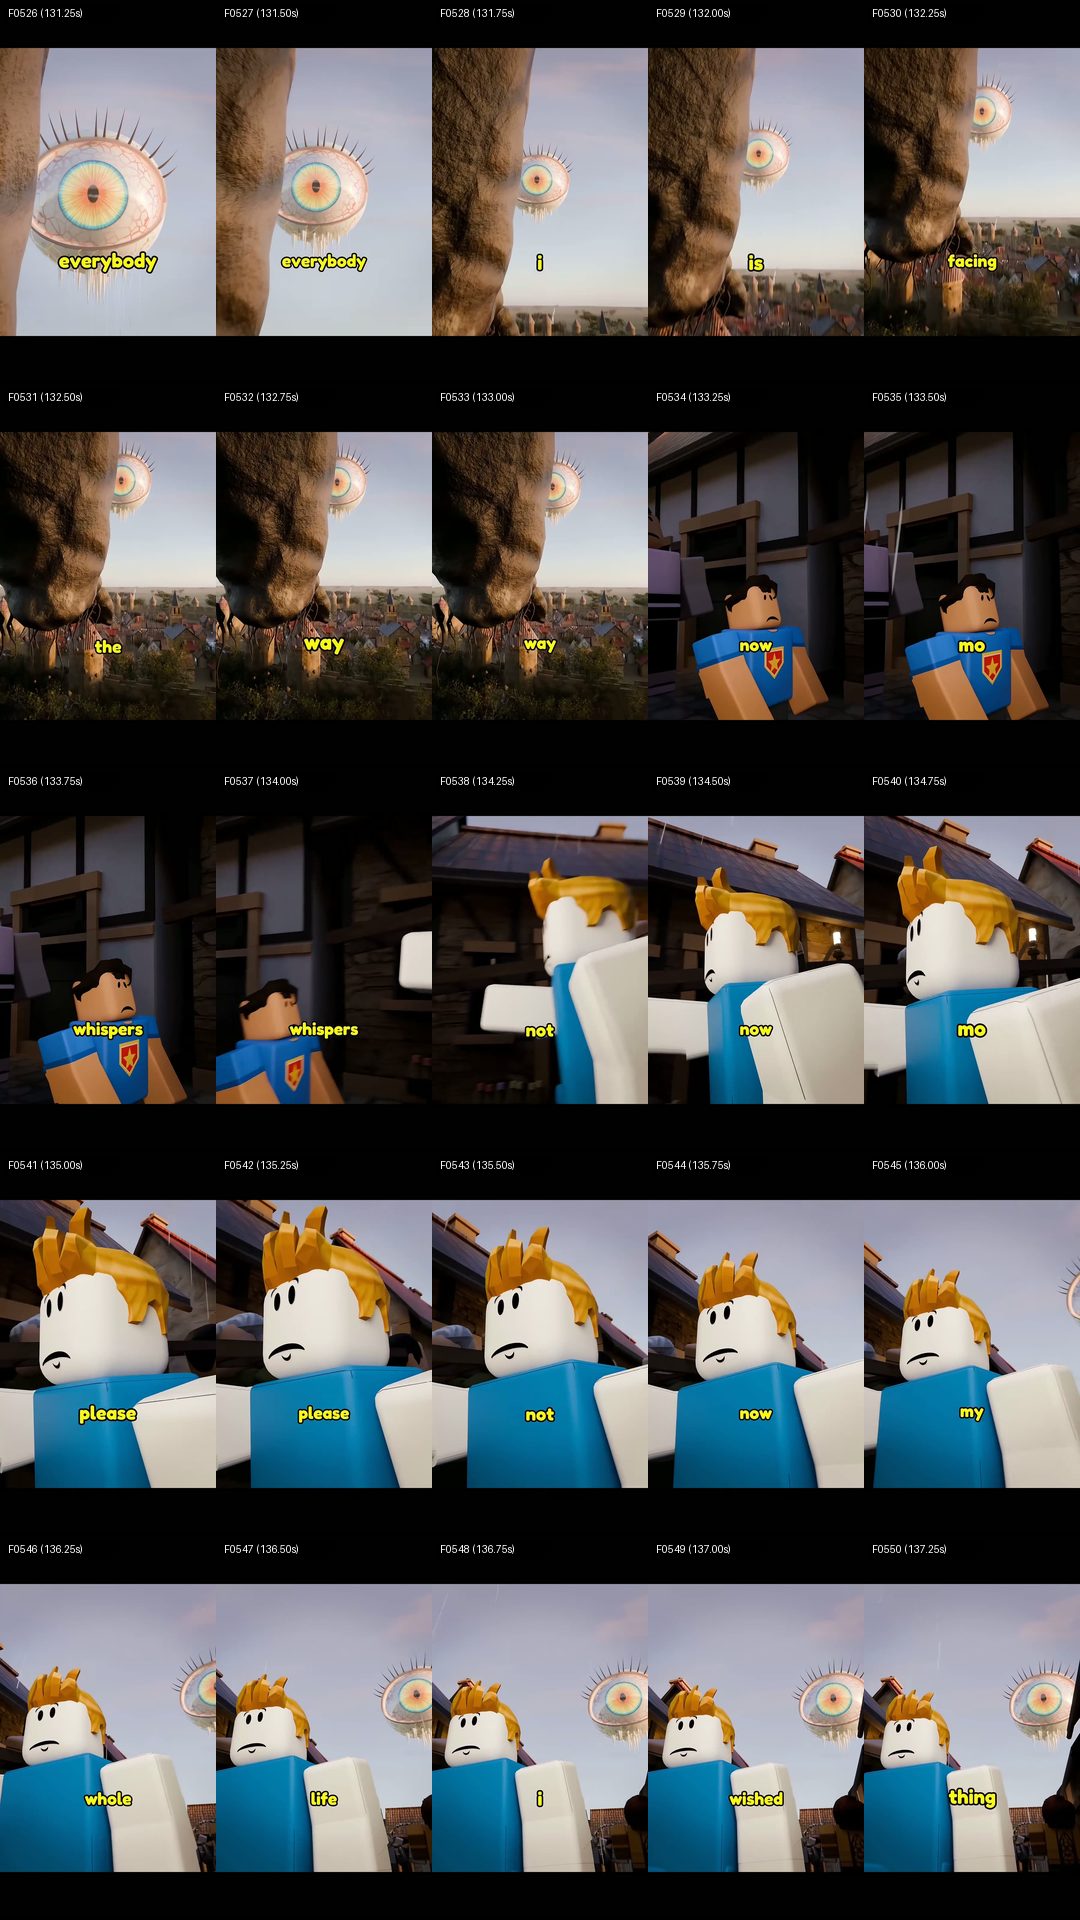 F0526 (131.25s)
F0527 (131.50s)
F0528 (131.75s)
F0529 (132.00s)
F0530 (132.25s)
everybody
everybody
i
is
facing
F0531 (132.50s)
F0532 (132.75s)
F0533 (133.00s)
F0534 (133.25s)
F0535 (133.50s)
the
way
way
now
mo
F0536 (133.75s)
F0537 (134.00s)
F0538 (134.25s)
F0539 (134.50s)
F0540 (134.75s)
whispers
whispers
not
now
mo
F0541 (135.00s)
F0542 (135.25s)
F0543 (135.50s)
F0544 (135.75s)
F0545 (136.00s)
please
please
not
now
my
F0546 (136.25s)
F0547 (136.50s)
F0548 (136.75s)
F0549 (137.00s)
F0550 (137.25s)
whole
life
i
wished
thing